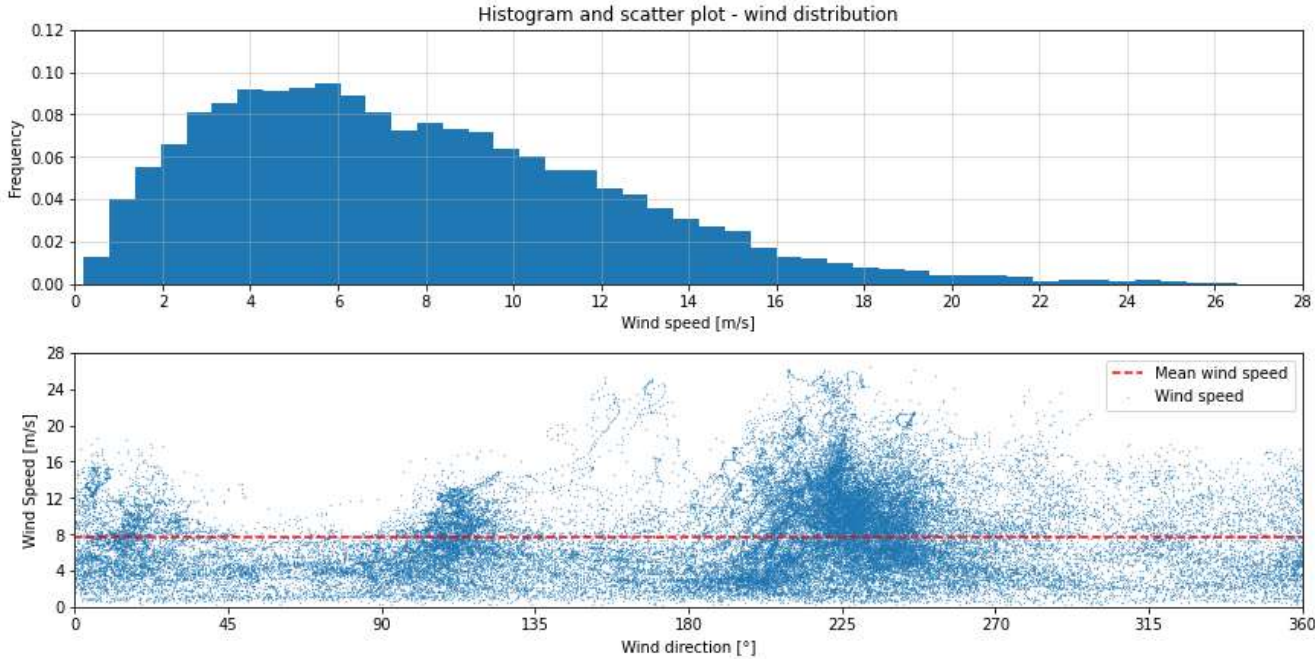 Histogram and scatter plot - wind distribution
0.12
0.10
0.08
0.06
0.04
0.02
0.00
Frequency
0 2 4 6 8 10 12 14 16 18 20 22 24 26 28
Wind speed [m/s]
28
24
20
16
12
8
4
0
Wind Speed [m/s]
Mean wind speed
Wind speed
0 45 90 135 180 225 270 315 360
Wind direction [°]